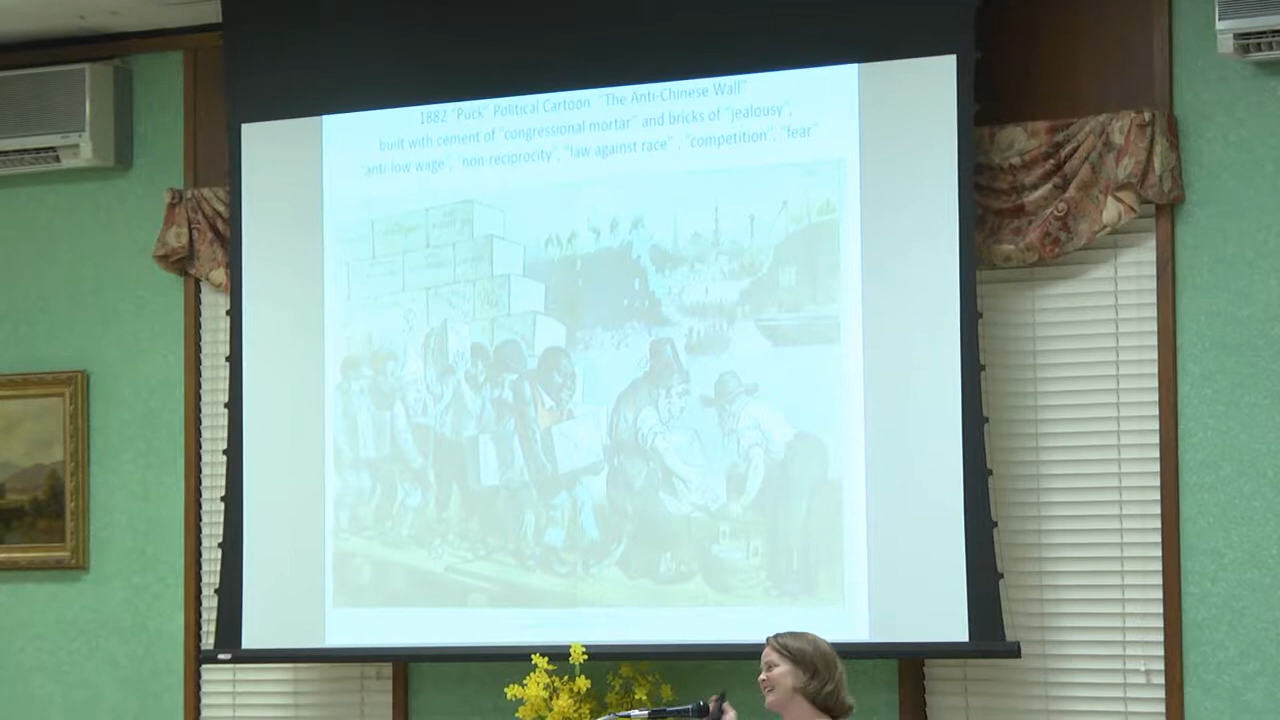 1882 "Puck" Political Cartoon "The Anti-Chinese Wall"
built with cement of "congressional mortar" and bricks of "jealousy",
"anti-low wage", "non-reciprocity", "law against race" , "competition", "fear"